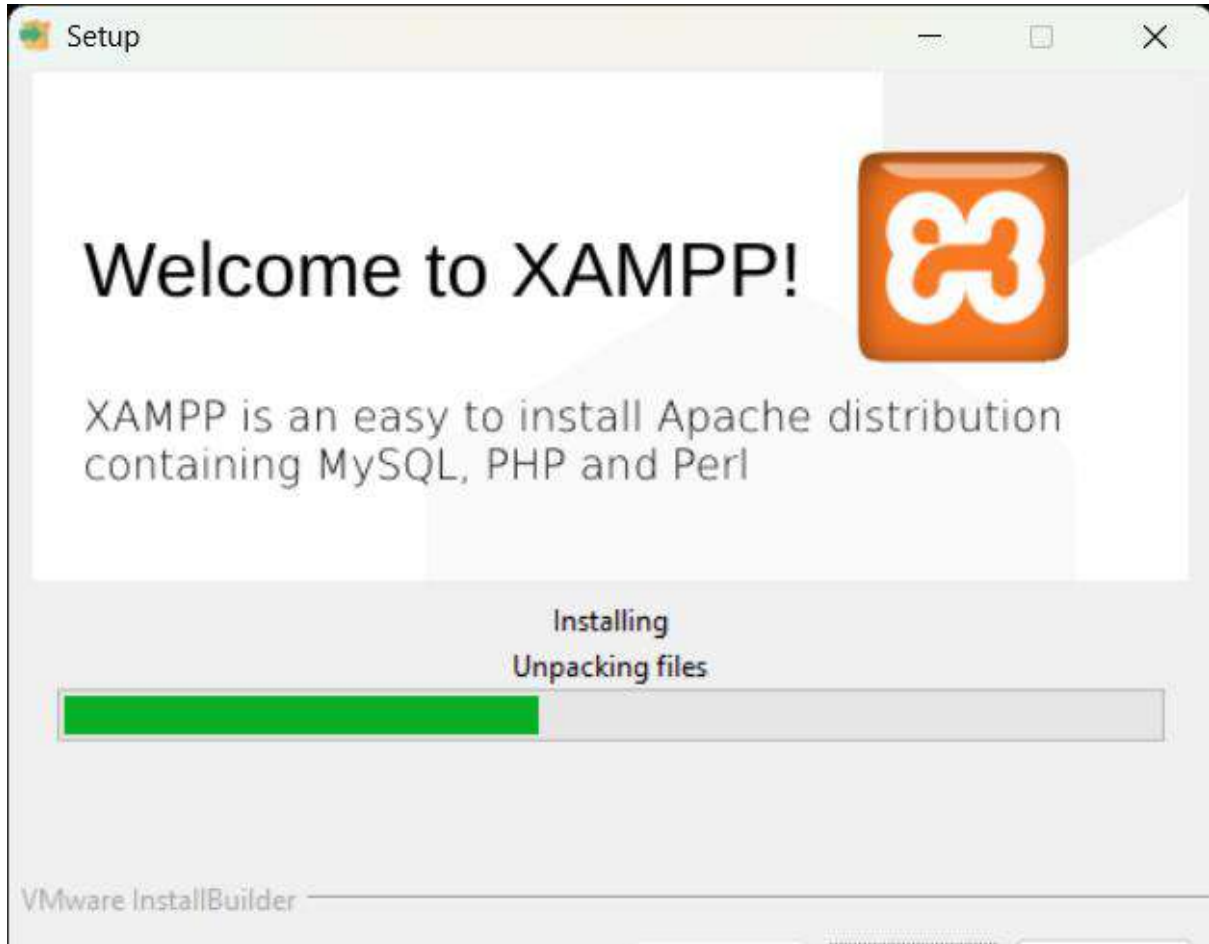 Setup
Welcome to XAMPP!
XAMPP is an easy to install Apache distribution
containing MySQL, PHP and Perl
Installing
Unpacking files
VMware InstallBuilder